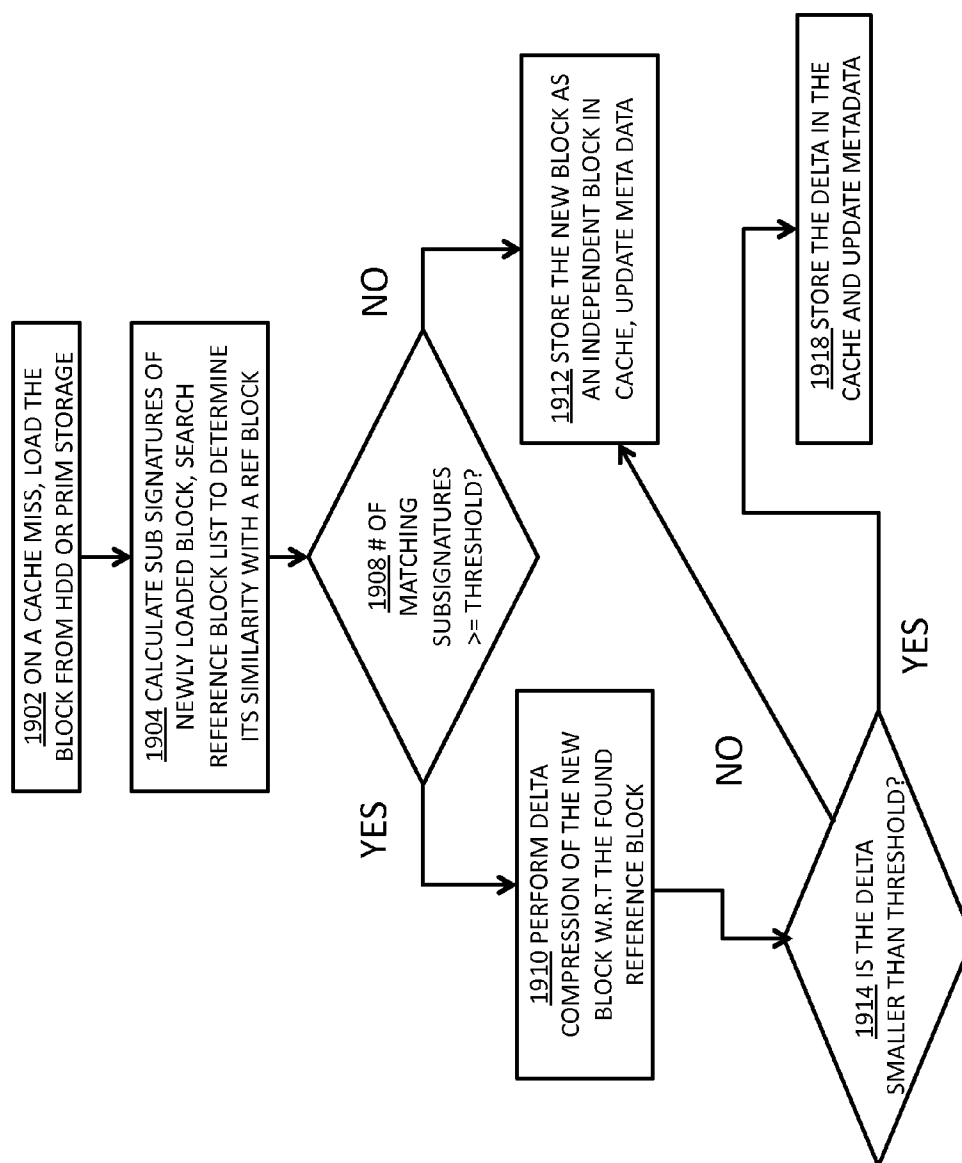 1902 ON A CACHE MISS, LOAD THE
BLOCK FROM HDD OR PRIM STORAGE
1904 CALCULATE SUB SIGNATURES OF
NEWLY LOADED BLOCK, SEARCH
REFERENCE BLOCK LIST TO DETERMINE
ITS SIMILARITY WITH A REF BLOCK
1908 # OF
MATCHING
SUBSIGNATURES
>= THRESHOLD?
YES
NO
1910 PERFORM DELTA
COMPRESSION OF THE NEW
BLOCK W.R.T THE FOUND
REFERENCE BLOCK
1912 STORE THE NEW BLOCK AS
AN INDEPENDENT BLOCK IN
CACHE, UPDATE META DATA
1914 IS THE DELTA
SMALLER THAN THRESHOLD?
NO
YES
1918 STORE THE DELTA IN THE
CACHE AND UPDATE METADATA